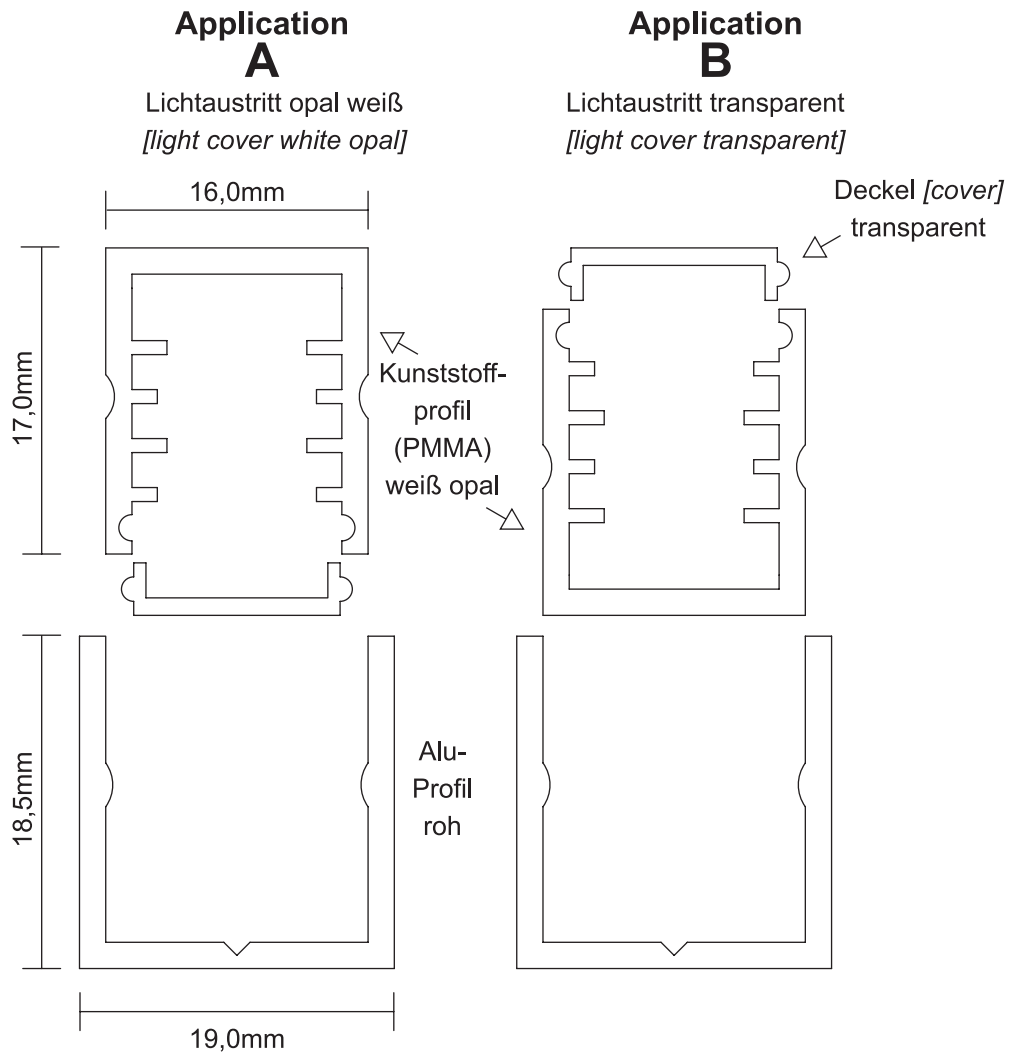 Application
A
Lichtaustritt opal weiß
[light cover white opal]
Application
B
Lichtaustritt transparent
[light cover transparent]
16,0mm
Deckel [cover]
transparent
17,0mm
Kunststoff-
profil
(PMMA)
weiß opal
18,5mm
Alu-
Profil
roh
19,0mm